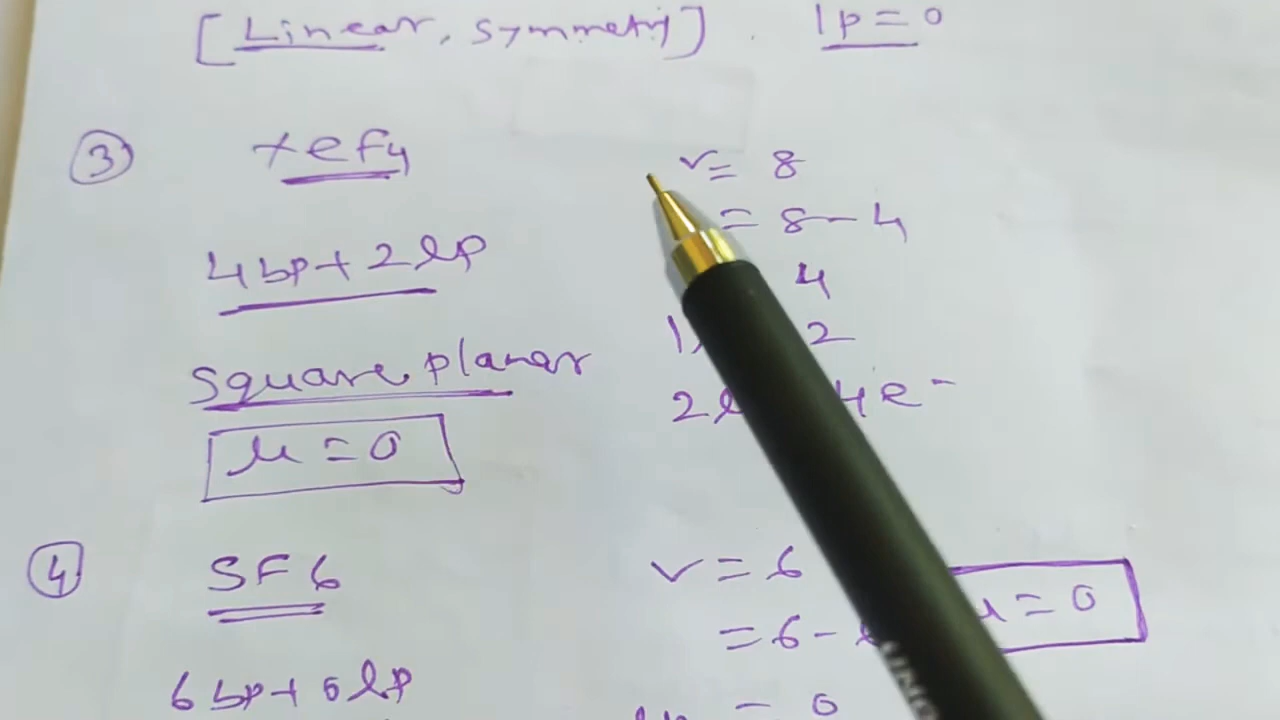 [Linear, Symmetry]. lp = 0
③ XeF4
v = 8
= 8 - 4
4bp + 2lp
4
2
Square planar
4e⁻
μ = 0
④ SF6
v = 6
μ = 0
= 6 -
6bp + 0lp
= 0